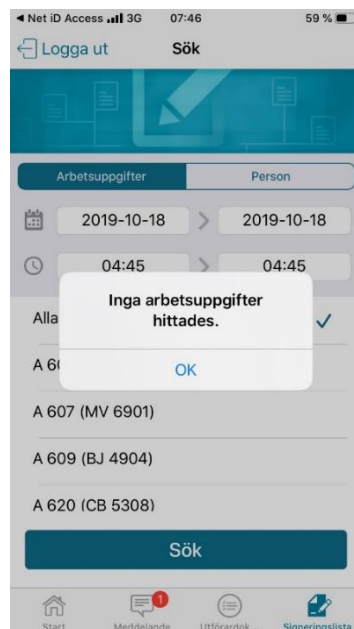 ◀ Net iD Access 3G 07:46 59 %
Logga ut Sök
Arbetsuppgifter Person
2019-10-18 > 2019-10-18
04:45 > 04:45
Inga arbetsuppgifter
hittades.
Alla
OK
A 607 (MV 6901)
A 609 (BJ 4904)
A 620 (CB 5308)
Sök
1
Start Meddelande Utförardok... Signeringslista